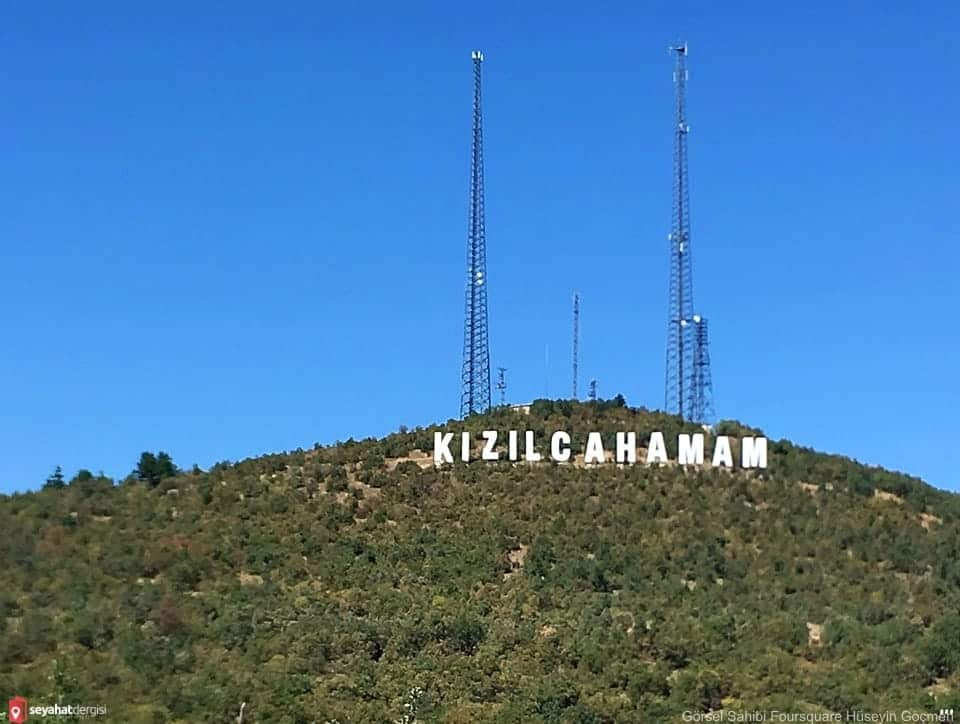 KIZILCAHAMAM
seyahatdergisi
Görsel Sahibi Foursquare Hüseyin Göçmen